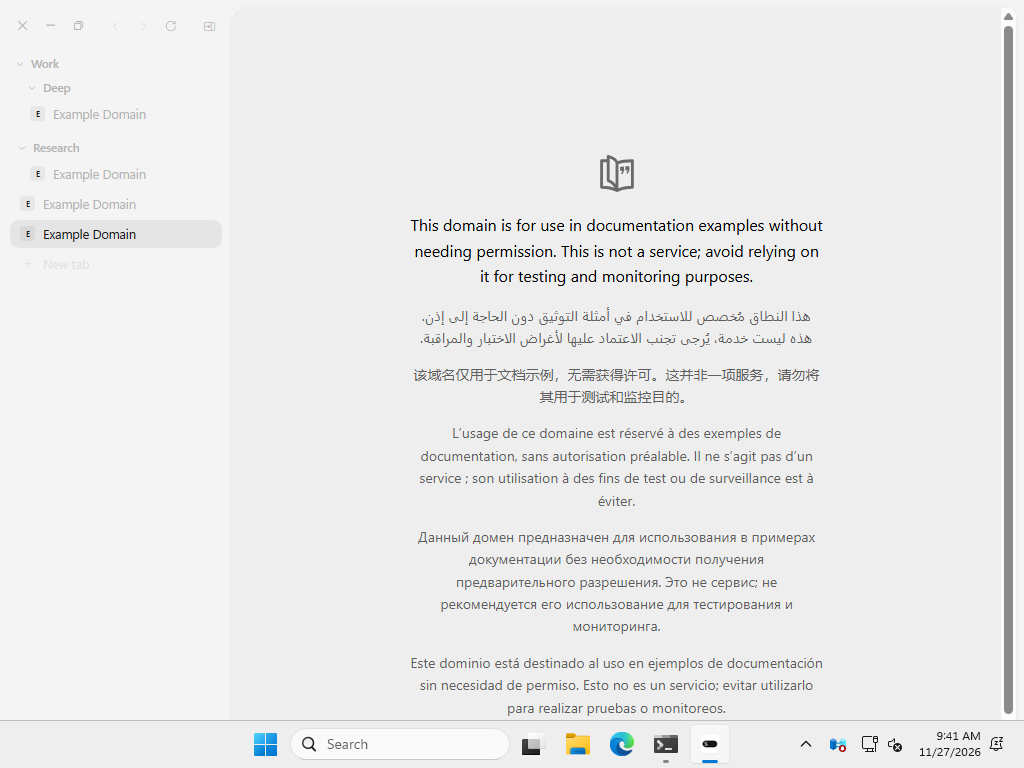 Work
Deep
E Example Domain
Research
E Example Domain
E Example Domain
E Example Domain
+ New tab
This domain is for use in documentation examples without
needing permission. This is not a service; avoid relying on
it for testing and monitoring purposes.
هذا النطاق مُخصص للاستخدام في أمثلة التوثيق دون الحاجة إلى إذن.
هذه ليست خدمة، يُرجى تجنب الاعتماد عليها لأغراض الاختبار والمراقبة.
该域名仅用于文档示例，无需获得许可。这并非一项服务，请勿将
其用于测试和监控目的。
L’usage de ce domaine est réservé à des exemples de
documentation, sans autorisation préalable. Il ne s’agit pas d’un
service ; son utilisation à des fins de test ou de surveillance est à
éviter.
Данный домен предназначен для использования в примерах
документации без необходимости получения
предварительного разрешения. Это не сервис; не
рекомендуется его использование для тестирования и
мониторинга.
Este dominio está destinado al uso en ejemplos de documentación
sin necesidad de permiso. Esto no es un servicio; evitar utilizarlo
para realizar pruebas o monitoreos.
Search
9:41 AM
11/27/2026